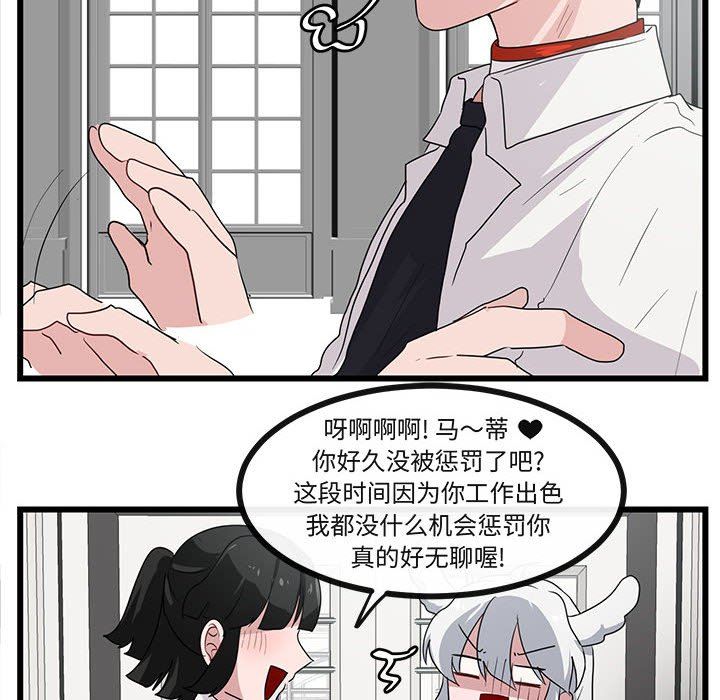 呀啊啊啊! 马～蒂 ♥
你好久没被惩罚了吧?
这段时间因为你工作出色
我都没什么机会惩罚你
真的好无聊喔!